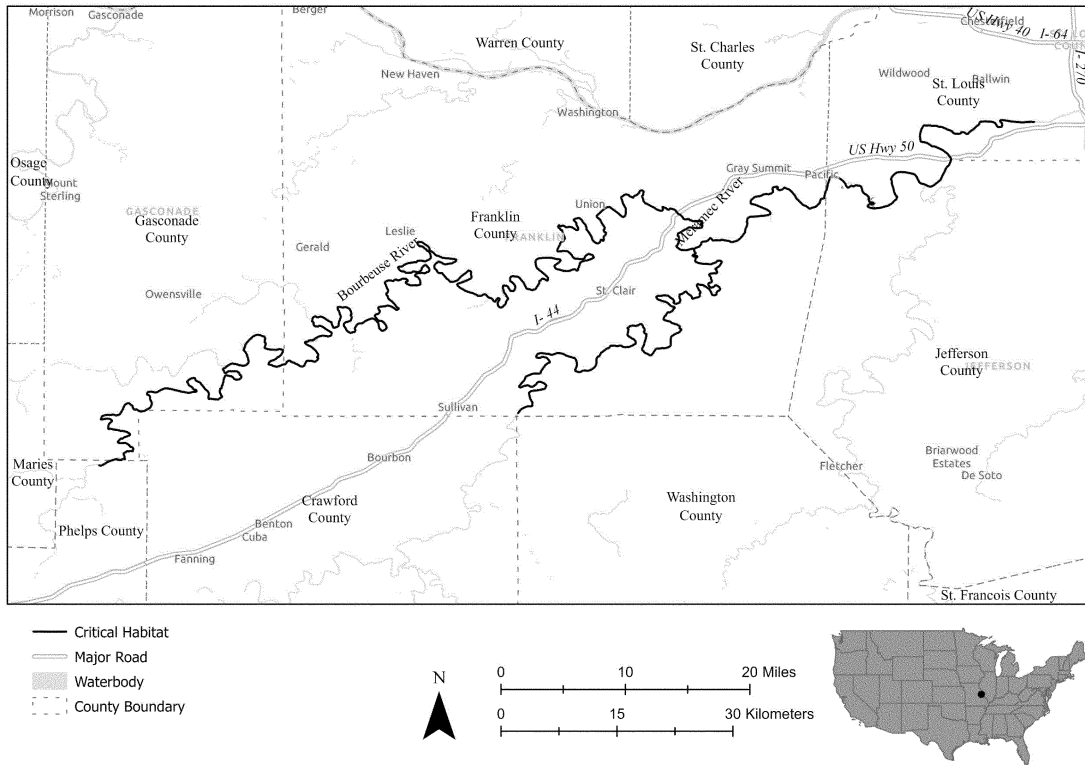 Morrison
Gasconade
Berger
Warren County
St. Charles
County
Chesterfield
US Hwy 40
I- 64
I- 270
New Haven
Washington
Wildwood
Ballwin
St. Louis
County
US Hwy 50
Osage
County
Mount
Sterling
GASCONADE
Gasconade
County
Gerald
Leslie
Franklin
County
FRANKLIN
Union
Gray Summit
Pacific
Meramec River
Bourbeuse River
Owensville
St. Clair
I- 44
Jefferson
County
JEFFERSON
Sullivan
Maries
County
Bourbon
Fletcher
Briarwood
Estates
De Soto
Phelps County
Crawford
County
Benton
Cuba
Fanning
Washington
County
St. Francois County
Critical Habitat
Major Road
Waterbody
County Boundary
N
0 10 20 Miles
0 15 30 Kilometers